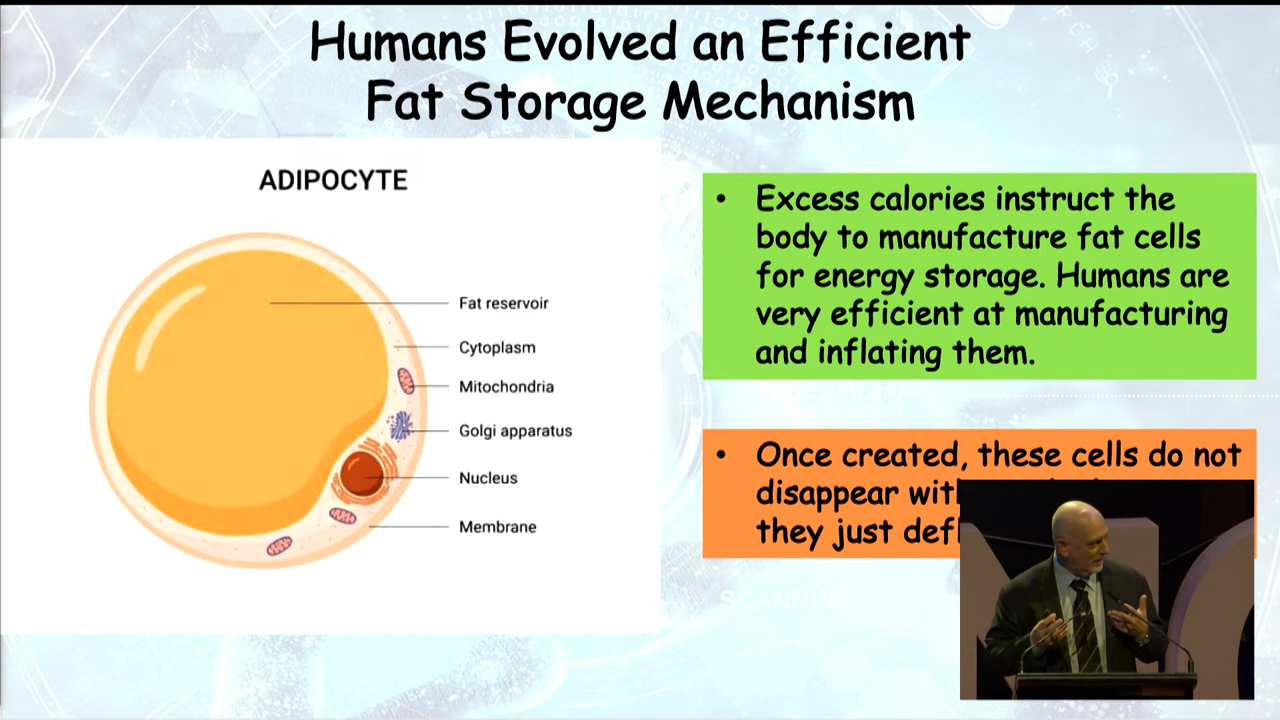 Humans Evolved an Efficient
Fat Storage Mechanism
ADIPOCYTE
Fat reservoir
Cytoplasm
Mitochondria
Golgi apparatus
Nucleus
Membrane
• Excess calories instruct the
body to manufacture fat cells
for energy storage. Humans are
very efficient at manufacturing
and inflating them.
• Once created, these cells do not
disappear
they just
SCANNING